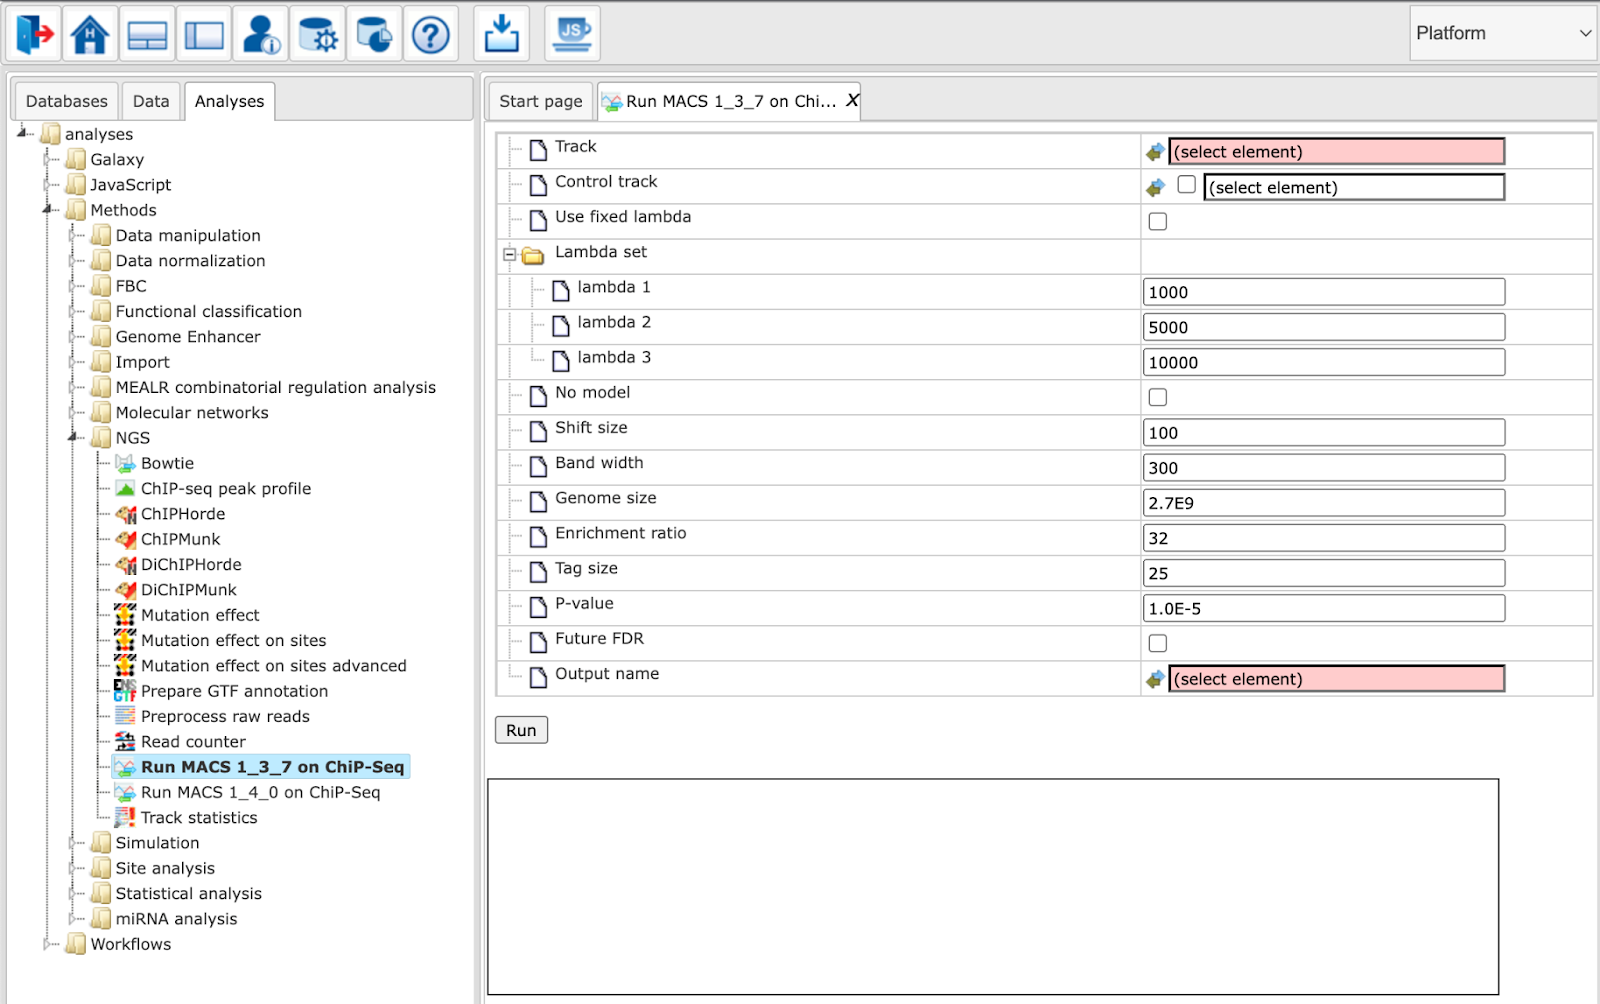 H
i
?
JS
Platform
Databases
Data
Analyses
analyses
Galaxy
JavaScript
Methods
Data manipulation
Data normalization
FBC
Functional classification
Genome Enhancer
Import
MEALR combinatorial regulation analysis
Molecular networks
NGS
Bowtie
ChIP-seq peak profile
ChIPHorde
ChIPMunk
DiChIPHorde
DiChIPMunk
Mutation effect
Mutation effect on sites
Mutation effect on sites advanced
ENS
GTF
Prepare GTF annotation
Preprocess raw reads
Read counter
Run MACS 1_3_7 on ChiP-Seq
Run MACS 1_4_0 on ChiP-Seq
Track statistics
Simulation
Site analysis
Statistical analysis
miRNA analysis
Workflows
Start page
Run MACS 1_3_7 on Chi... X
Track
(select element)
Control track
(select element)
Use fixed lambda
Lambda set
lambda 1
1000
lambda 2
5000
lambda 3
10000
No model
Shift size
100
Band width
300
Genome size
2.7E9
Enrichment ratio
32
Tag size
25
P-value
1.0E-5
Future FDR
Output name
(select element)
Run